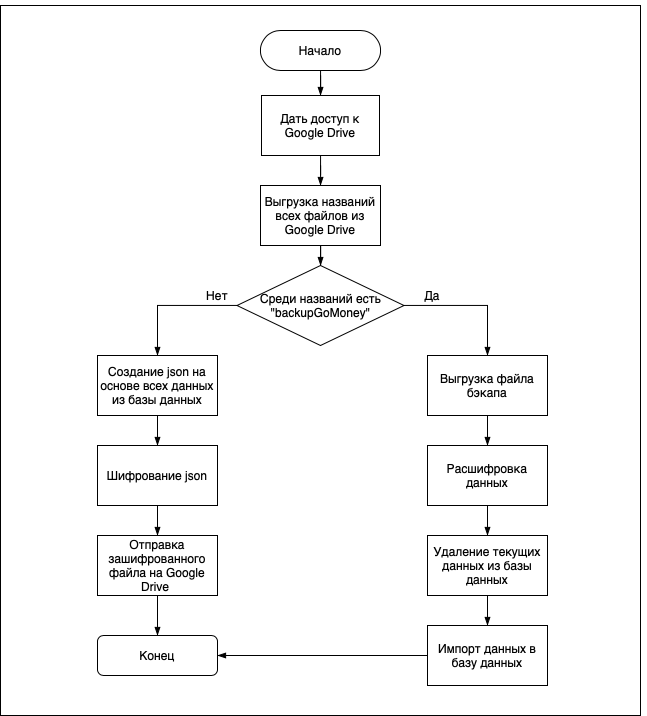 Начало
Дать доступ к
Google Drive
Выгрузка названий
всех файлов из
Google Drive
Среди названий есть
"backupGoMoney"
Нет
Да
Создание json на
основе всех данных
из базы данных
Шифрование json
Отправка
зашифрованного
файла на Google
Drive
Выгрузка файла
бэкапа
Расшифровка
данных
Удаление текущих
данных из базы
данных
Импорт данных в
базу данных
Конец